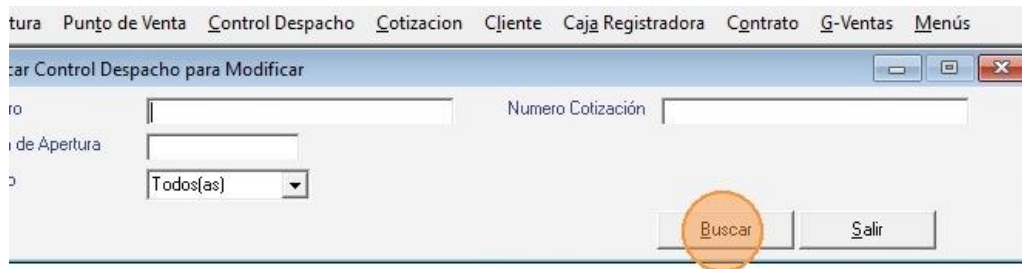 tura Punto de Venta Control Despacho Cotizacion Cliente Caja Registradora Contrato G-Ventas Menús
car Control Despacho para Modificar
ro Numero Cotización
de Apertura
Todos(as)
Buscar Salir